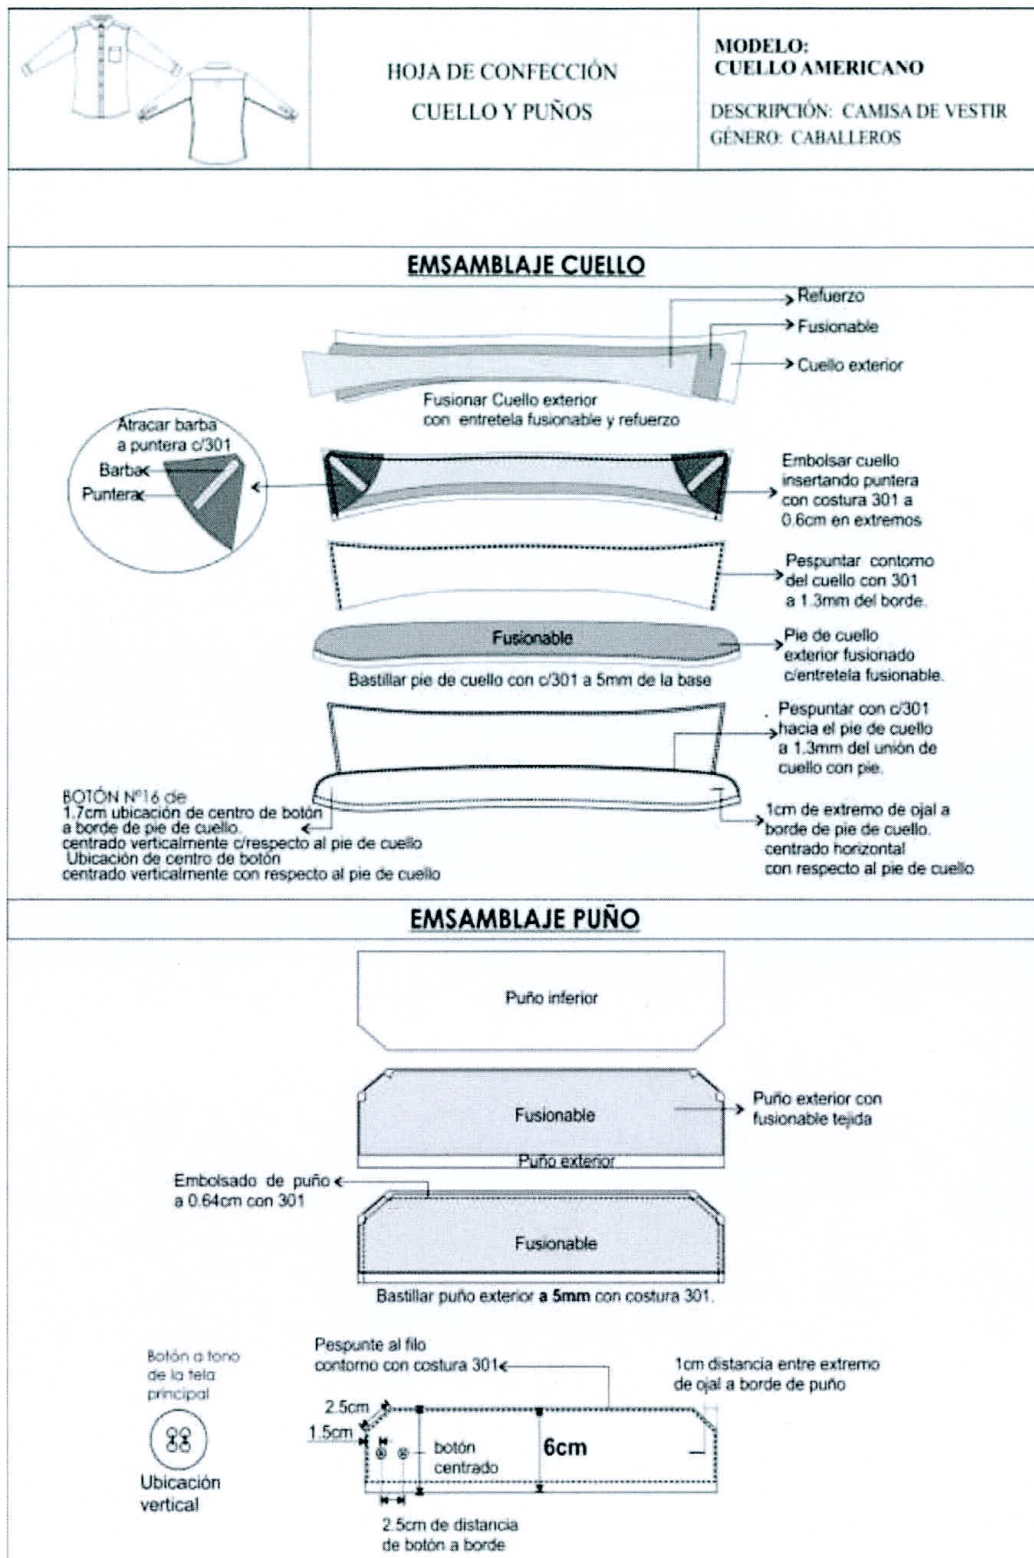 HOJA DE CONFECCIÓN
CUELLO Y PUÑOS
MODELO:
CUELLO AMERICANO
DESCRIPCIÓN: CAMISA DE VESTIR
GÉNERO: CABALLEROS
EMSAMBLAJE CUELLO
Refuerzo
Fusionable
Cuello exterior
Fusionar Cuello exterior
con entretela fusionable y refuerzo
Atracar barba
a puntera c/301
Barba
Puntera
Embolsar cuello
insertando puntera
con costura 301 a
0.6cm en extremos
Pespuntar contorno
del cuello con 301
a 1.3mm del borde.
Fusionable
Pie de cuello
exterior fusionado
c/entretela fusionable.
Bastillar pie de cuello con c/301 a 5mm de la base
Pespuntar con c/301
hacia el pie de cuello
a 1.3mm del unión de
cuello con pie.
BOTÓN Nº16 de
1.7cm ubicación de centro de botón
a borde de pie de cuello.
centrado verticalmente c/respecto al pie de cuello
Ubicación de centro de botón
centrado verticalmente con respecto al pie de cuello
1cm de extremo de ojal a
borde de pie de cuello.
centrado horizontal
con respecto al pie de cuello
EMSAMBLAJE PUÑO
Puño inferior
Fusionable
Puño exterior con
fusionable tejida
Puño exterior
Embolsado de puño
a 0.64cm con 301
Fusionable
Bastillar puño exterior a 5mm con costura 301.
Botón a tono
de la tela
principal
Ubicación
vertical
Pespunte al filo
contorno con costura 301
1cm distancia entre extremo
de ojal a borde de puño
2.5cm
1.5cm
botón
centrado
6cm
2.5cm de distancia
de botón a borde